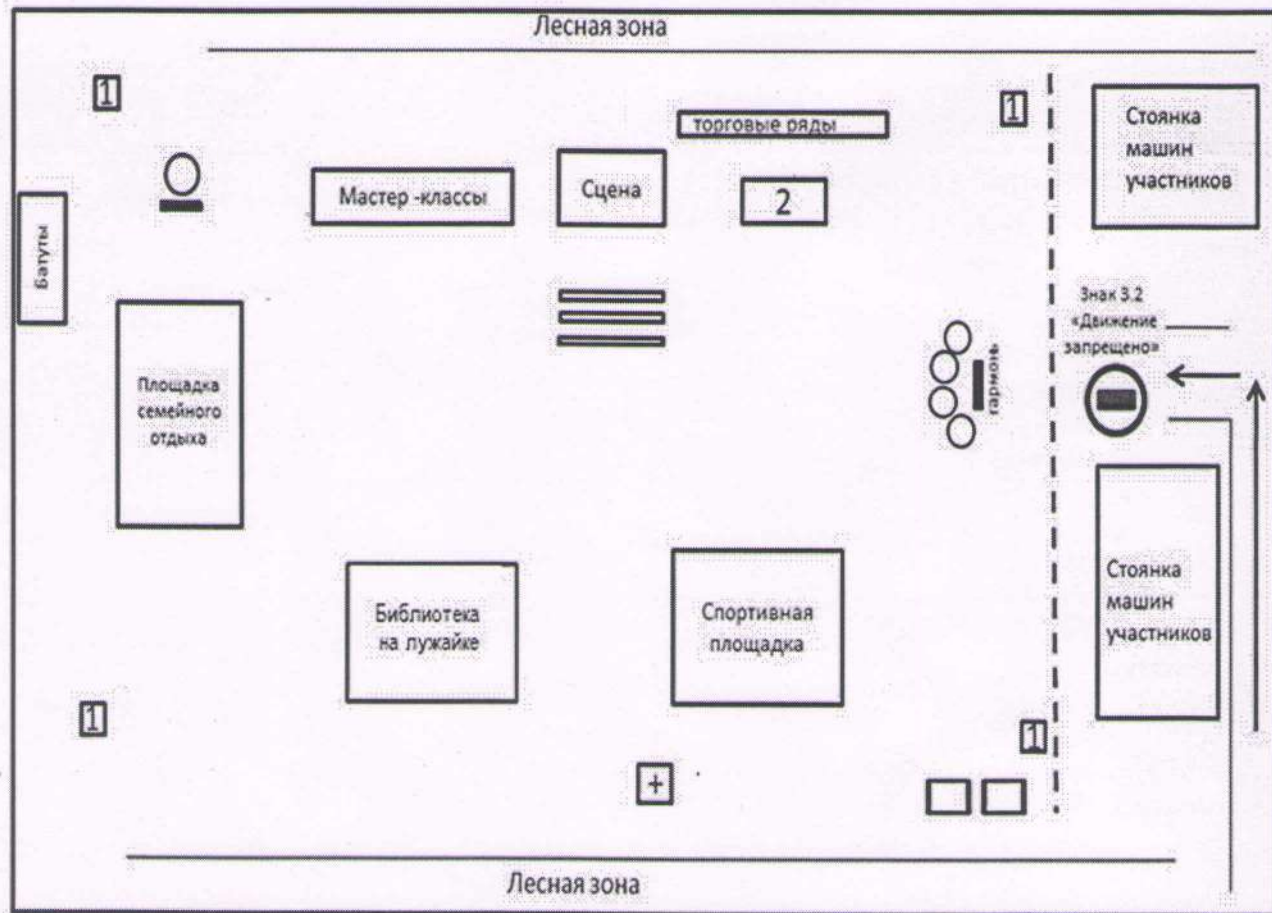 Лесная зона
1
1
торговые ряды
Стоянка
машин
участников
Мастер -классы
Сцена
2
Батуты
Знак 3.2
«Движение
запрещено»
гармонь
Площадка
семейного
отдыха
Библиотека
на лужайке
Спортивная
площадка
Стоянка
машин
участников
1
1
+
Лесная зона